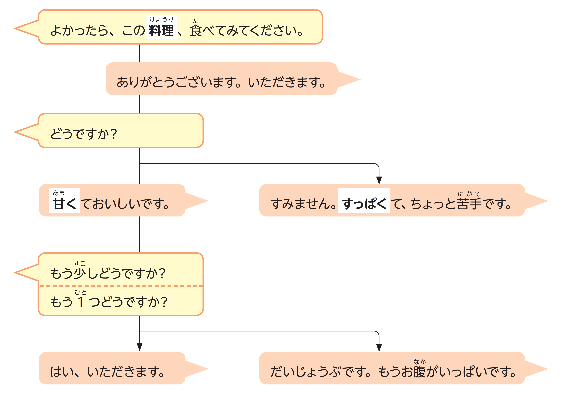 よかったら、この料理、食べてみてください。
ありがとうございます。いただきます。
どうですか？
甘くておいしいです。
すみません。すっぱくて、ちょっと苦手です。
もう少しどうですか？
もう１つどうですか？
はい、いただきます。
だいじょうぶです。もうお腹がいっぱいです。